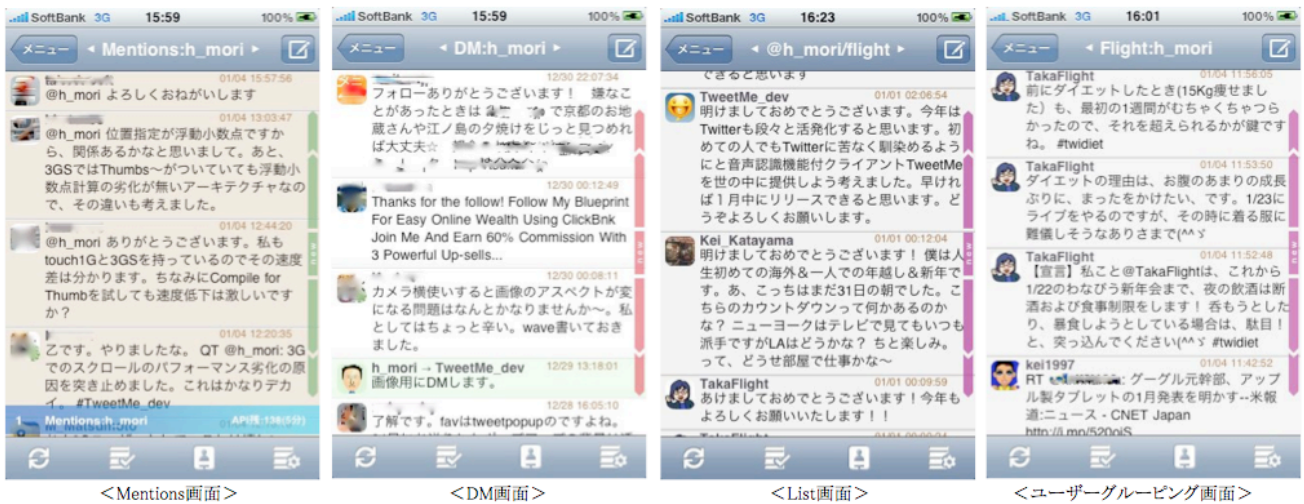 SoftBank 3G 15:59 100%
メニュー Mentions:h_mori
01/04 15:57:56
@h_mori よろしくおねがいします
01/04 13:03:47
@h_mori 位置指定が浮動小数点ですか
ら、関係あるかなと思いまして。あと、
3GSではThumbs〜がついていても浮動小
数点計算の劣化が無いアーキテクチャなの
で、その違いも考えました。
01/04 12:44:20
@h_mori ありがとうございます。私も
touch1Gと3GSを持っているのでその速度
差は分かります。ちなみにCompile for
Thumbを試しても速度低下は激しいです
か？
01/04 12:20:35
乙です。やりましたな。 QT @h_mori: 3G
でのスクロールのパフォーマンス劣化の原
因を突き止めました。これはかなりデカ
イ。 #TweetMe_dev
1 Mentions:h_mori API残:138(5分)
<Mentions画面>
SoftBank 3G 15:59 100%
メニュー DM:h_mori
12/30 22:07:34
フォローありがとうございます！ 嫌なこ
とがあったときは で京都のお地
蔵さんや江ノ島の夕焼けをじっと見つめれ
ば大丈夫☆
12/30 00:12:49
Thanks for the follow! Follow My Blueprint
For Easy Online Wealth Using ClickBnk
Join Me And Earn 60% Commission With
3 Powerful Up-sells...
12/30 00:08:11
カメラ横使いすると画像のアスペクトが変
になる問題はなんとかなりませんか〜。私
としてはちょっと辛い。wave書いておき
ました。
new
h_mori → TweetMe_dev 12/29 13:18:01
画像用にDMします。
12/28 16:05:10
了解です。favはtweetpopupのですよね。
<DM画面>
SoftBank 3G 16:23 100%
メニュー @h_mori/flight
できると思います
TweetMe_dev 01/01 02:06:54
明けましておめでとうございます。今年は
Twitterも段々と活発化すると思います。初
めての人でもTwitterに苦なく馴染めるよう
にと音声認識機能付クライアントTweetMe
を世の中に提供しよう考えました。早けれ
ば１月中にリリースできると思います。ど
うぞよろしくお願いします。
Kei_Katayama 01/01 00:12:04
明けましておめでとうございます！ 僕は人
生初めての海外＆一人での年越し＆新年で
す。あ、こっちはまだ31日の朝でした。こ
ちらのカウントダウンって何かあるのか
な？ ニューヨークはテレビで見てもいつも
派手ですがLAはどうかな？ ちと楽しみ。
って、どうせ部屋で仕事かな〜
new
TakaFlight 01/01 00:09:59
あけましておめでとうございます！今年も
よろしくお願いいたします！！
<List画面>
SoftBank 3G 16:01 100%
メニュー Flight:h_mori
TakaFlight 01/04 11:56:05
前にダイエットしたとき(15Kg痩せまし
た）も、最初の1週間がむちゃくちゃつら
かったので、それを超えられるかが鍵です
ね。 #twidiet
TakaFlight 01/04 11:53:50
ダイエットの理由は、お腹のあまりの成長
ぶりに、まったをかけたい、です。1/23に
ライブをやるのですが、その時に着る服に
難儀しそうなありさまで(^^ゞ
new
TakaFlight 01/04 11:52:48
【宣言】私こと@TakaFlightは、これから
1/22のわなびう新年会まで、夜の飲酒は断
酒および食事制限をします！ 呑もうとした
り、暴食しようとしている場合は、駄目！
と、突っ込んでください(^^ゞ #twidiet
kei1997 01/04 11:42:52
RT : グーグル元幹部、アップ
ル製タブレットの1月発表を明かす--米報
道:ニュース - CNET Japan
http://j.mp/520oiS
<ユーザーグルーピング画面>